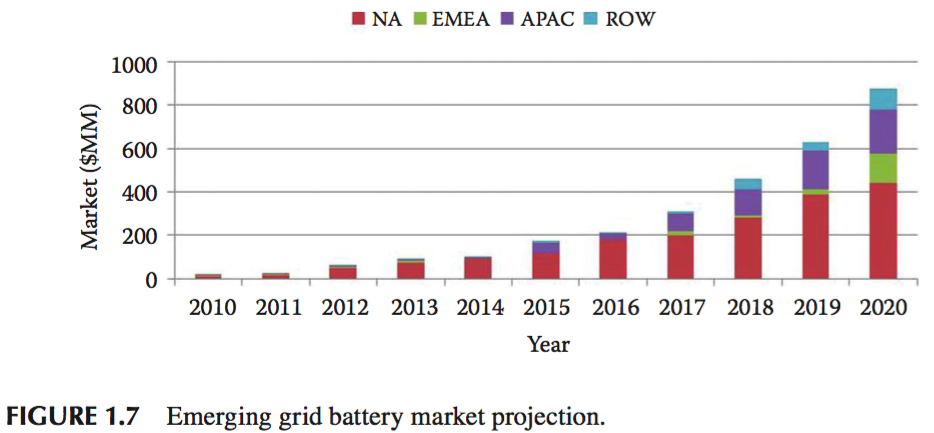 NA EMEA APAC ROW
1000
800
600
400
200
0
Market ($MM)
2010 2011 2012 2013 2014 2015 2016 2017 2018 2019 2020
Year
FIGURE 1.7 Emerging grid battery market projection.